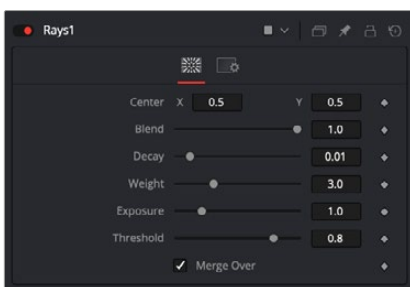 Rays1
Center X 0.5 Y 0.5
Blend 1.0
Decay 0.01
Weight 3.0
Exposure 1.0
Threshold 0.8
Merge Over